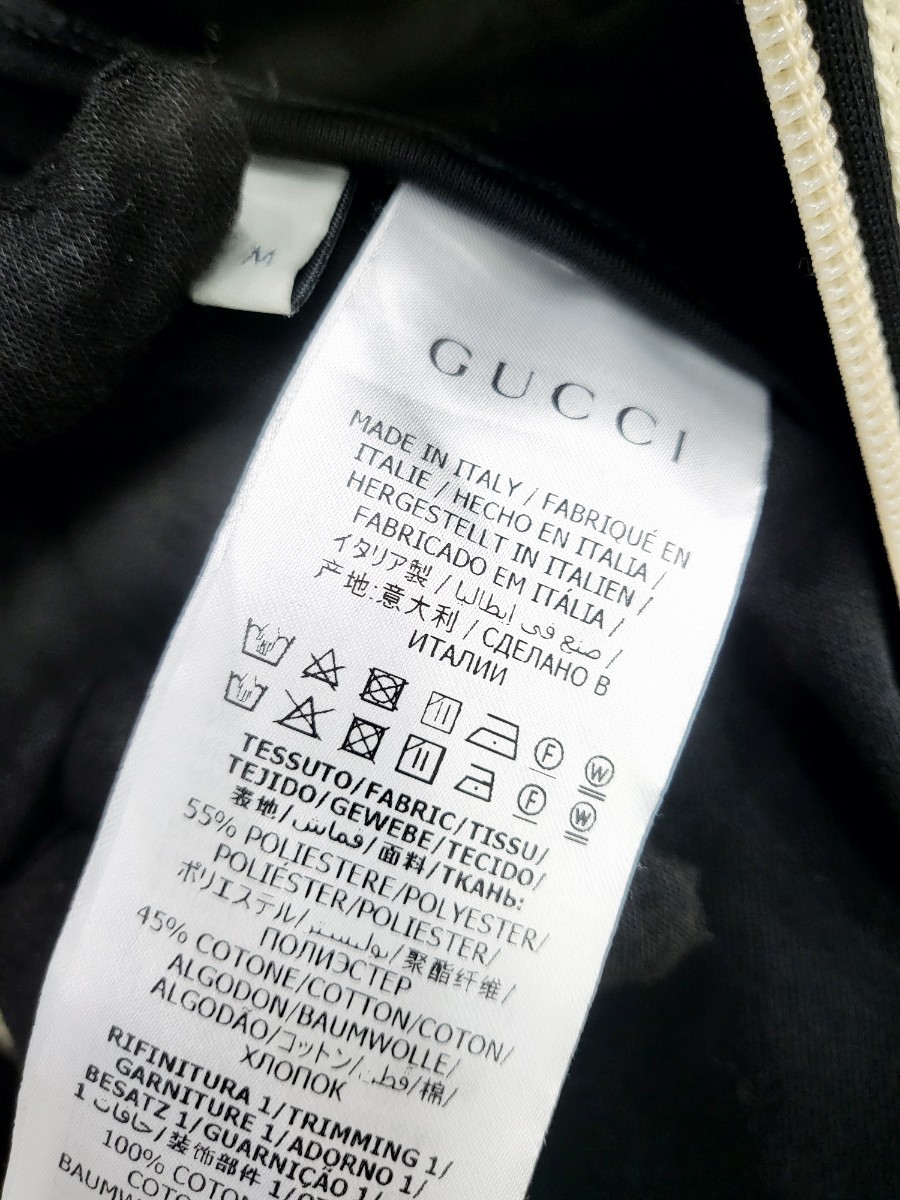 M
GUCCI
MADE IN ITALY / FABRIQUÉ EN
ITALIE / HECHO EN ITALIA /
HERGESTELLT IN ITALIEN /
FABRICADO EM ITÁLIA /
イタリア製 / صنع في إيطاليا /
产地:意大利 / СДЕЛАНО В
ИТАЛИИ
F W
F W
TESSUTO/FABRIC/TISSU/
TEJIDO/GEWEBE/TECIDO/
表地/قماش/面料/ТКАНЬ:
55% POLIESTERE/POLYESTER/
POLYESTER/POLIESTER/
ポリエステル/بوليستر/聚酯纤维/
ПОЛИЭСТЕР
45% COTONE/COTTON/COTON/
ALGODON/BAUMWOLLE/
ALGODÃO/コットン/قطن/棉/
ХЛОПОК
RIFINITURA 1/TRIMMING 1/
GARNITURE 1/ADORNO 1/
BESATZ 1/GUARNIÇÃO 1/
1 حافات/装饰部件 1/
100% COTONE
BAUMW
COTO